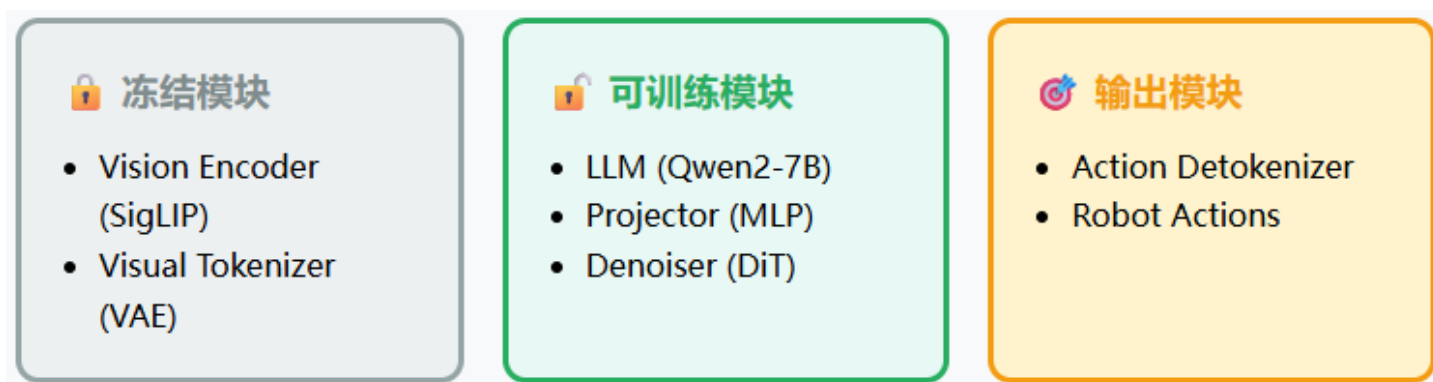 冻结模块
Vision Encoder
(SigLIP)
Visual Tokenizer
(VAE)
可训练模块
LLM (Qwen2-7B)
Projector (MLP)
Denoiser (DiT)
输出模块
Action Detokenizer
Robot Actions